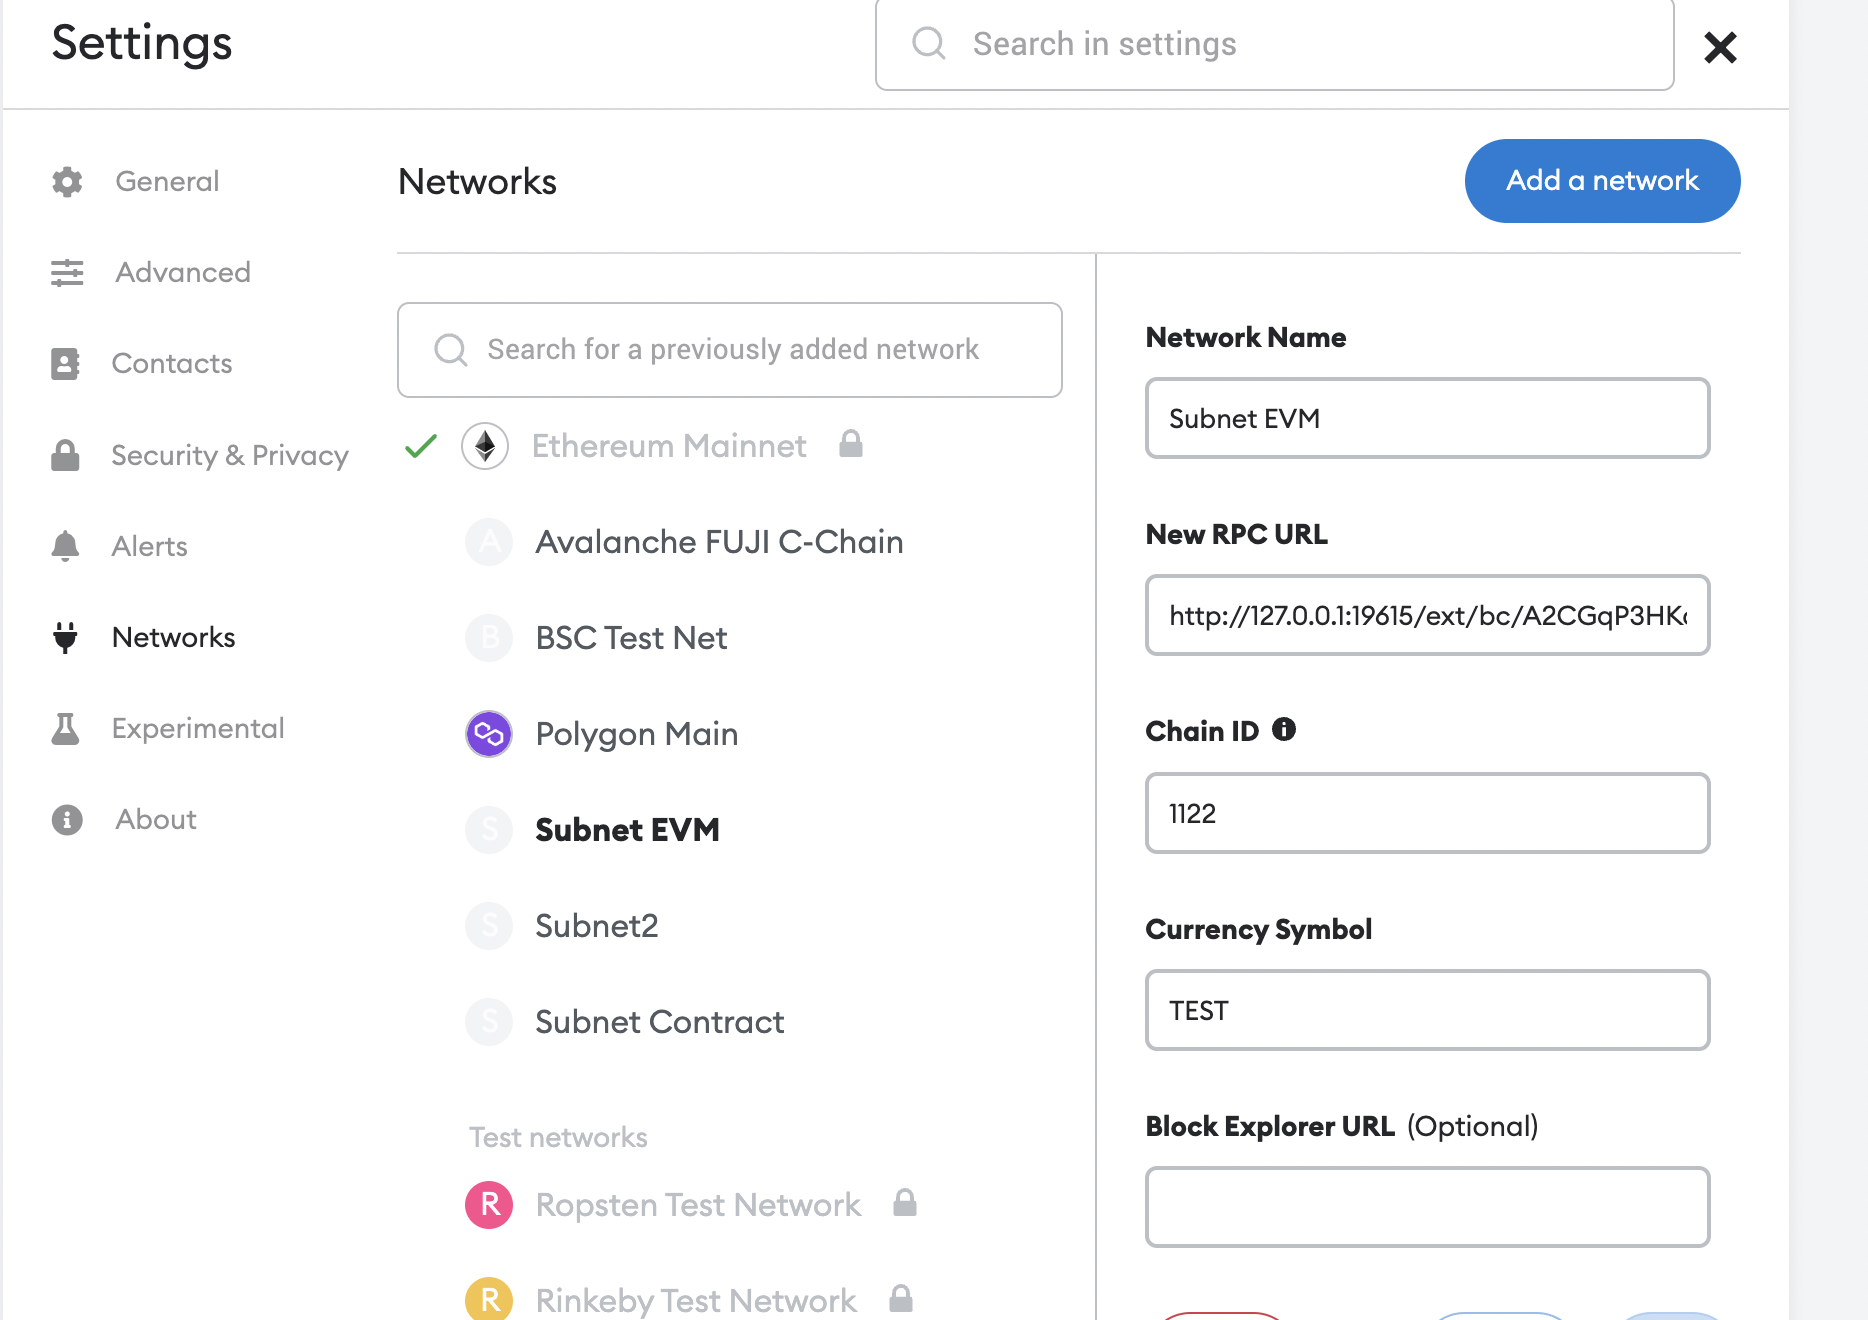 Settings
Search in settings
General
Advanced
Contacts
Security & Privacy
Alerts
Networks
Experimental
About
Networks
Add a network
Search for a previously added network
Ethereum Mainnet
A Avalanche FUJI C-Chain
B BSC Test Net
Polygon Main
S Subnet EVM
S Subnet2
S Subnet Contract
Test networks
R Ropsten Test Network
R Rinkeby Test Network
Network Name
Subnet EVM
New RPC URL
http://127.0.0.1:19615/ext/bc/A2CGqP3HK
Chain ID
1122
Currency Symbol
TEST
Block Explorer URL (Optional)